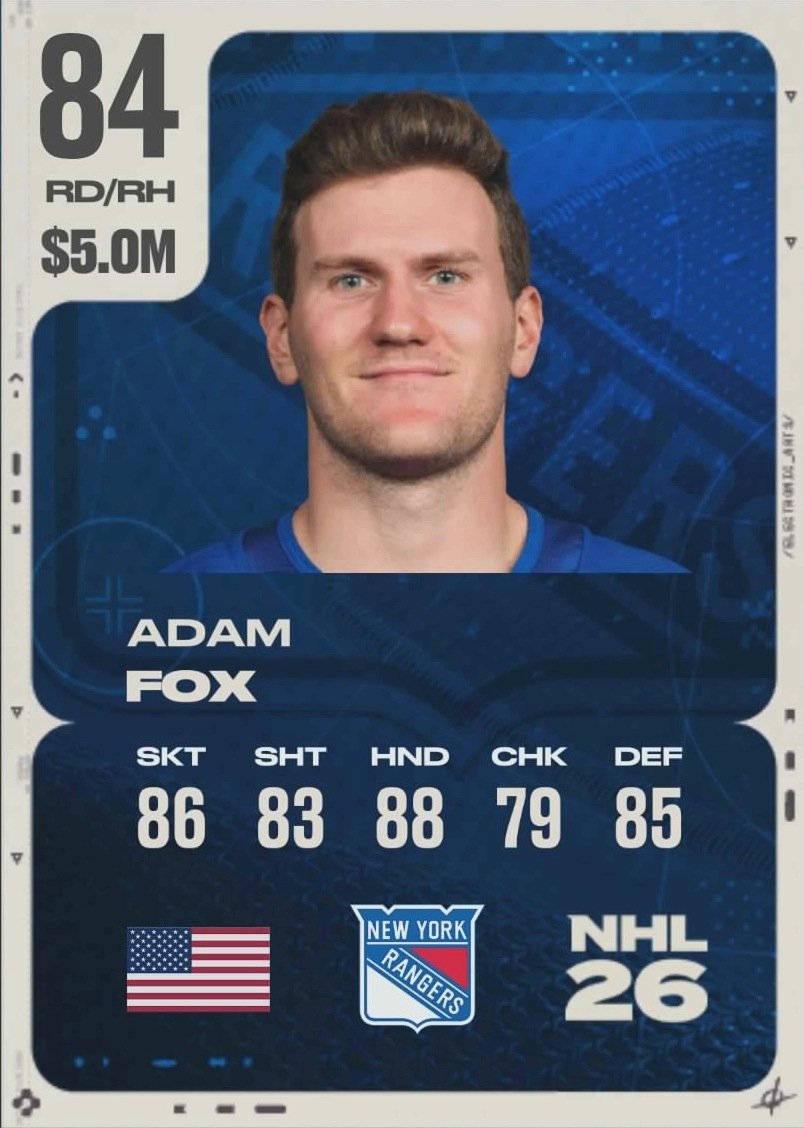 84
RD/RH
$5.0M
ADAM
FOX
SKT SHT HND CHK DEF
86 83 88 79 85
NEW YORK
RANGERS
NHL
26